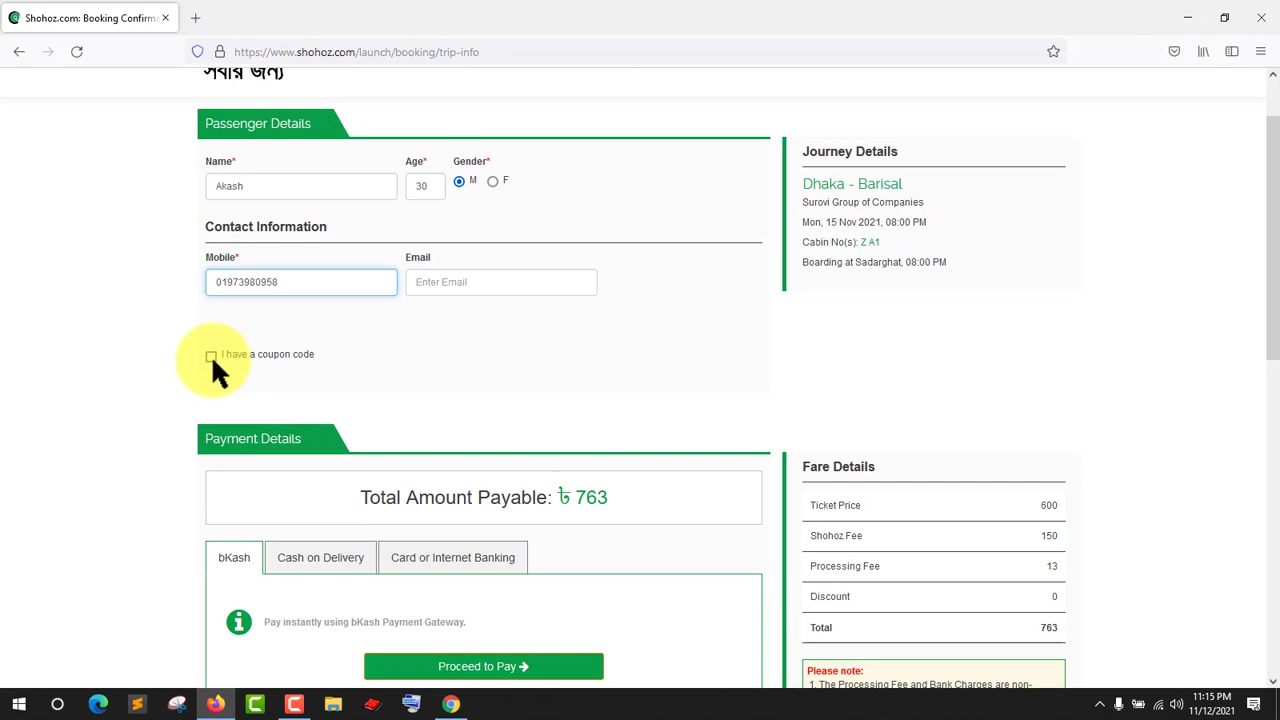 Shohoz.com: Booking Confirma
https://www.shohoz.com/launch/booking/trip-info
সবার জন্য
Passenger Details
Name*
Age*
Gender*
Akash
30
M
F
Contact Information
Mobile*
Email
01973980958
Enter Email
I have a coupon code
Journey Details
Dhaka - Barisal
Surovi Group of Companies
Mon, 15 Nov 2021, 08:00 PM
Cabin No(s): Z A1
Boarding at Sadarghat, 08:00 PM
Payment Details
Total Amount Payable: ৳ 763
bKash
Cash on Delivery
Card or Internet Banking
Pay instantly using bKash Payment Gateway.
Proceed to Pay
Fare Details
Ticket Price 600
Shohoz Fee 150
Processing Fee 13
Discount 0
Total 763
Please note:
1. The Processing Fee and Bank Charges are non-
11:15 PM
11/12/2021